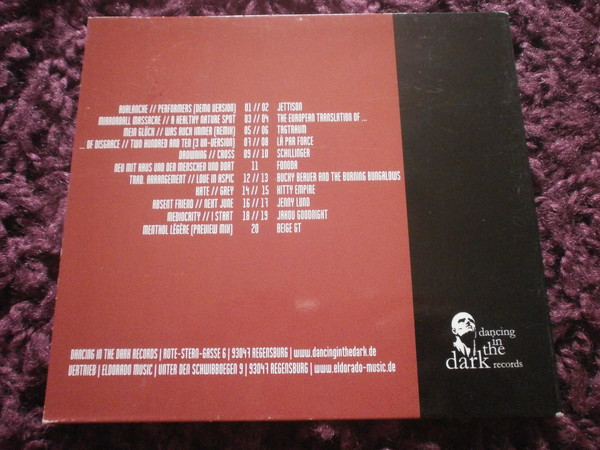 AVALANCHE // PERFORMERS (DEMO VERSION) 01 // 02 JETTISON
MIRRORBALL MASSACRE // A HEALTHY NATURE SPOT 03 // 04 THE EUROPEAN TRANSLATION OF ...
MEIN GLÜCK // WAS AUCH IMMER (REMIX) 05 // 06 TAGTRAUM
... OF DISGRACE // TWO HUNDRED AND TEN (3 UA-VERSION) 07 // 08 LÀ PAR FORCE
DROWNING // CROSS 09 // 10 SCHILLINGER
NEU MIT HAUS UND DEN MENSCHEN UND DORT 11 FONODA
TRAD. ARRANGEMENT // LOVE IN ASPIC 12 // 13 BUCKY BEAVER AND THE BURNING BUNGALOWS
HATE // GREY 14 // 15 KITTY EMPIRE
ABSENT FRIEND // NEXT JUNE 16 // 17 JENNY LUND
MEDIOCRITY // I START 18 // 19 JAKOU GOODNIGHT
MENTHOL LÉGÈRE (PREVIEW MIX) 20 BEIGE GT
DANCING IN THE DARK RECORDS | ROTE-STERN-GASSE 6 | 93047 REGENSBURG | www.dancinginthedark.de
VERTRIEB | ELDORADO MUSIC | UNTER DEN SCHWIBBOEGEN 9 | 93047 REGENSBURG | www.eldorado-music.de
dancing
in
the
dark records